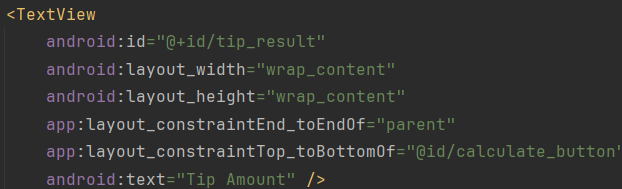 <TextView
android:id="@+id/tip_result"
android:layout_width="wrap_content"
android:layout_height="wrap_content"
app:layout_constraintEnd_toEndOf="parent"
app:layout_constraintTop_toBottomOf="@id/calculate_button"
android:text="Tip Amount" />